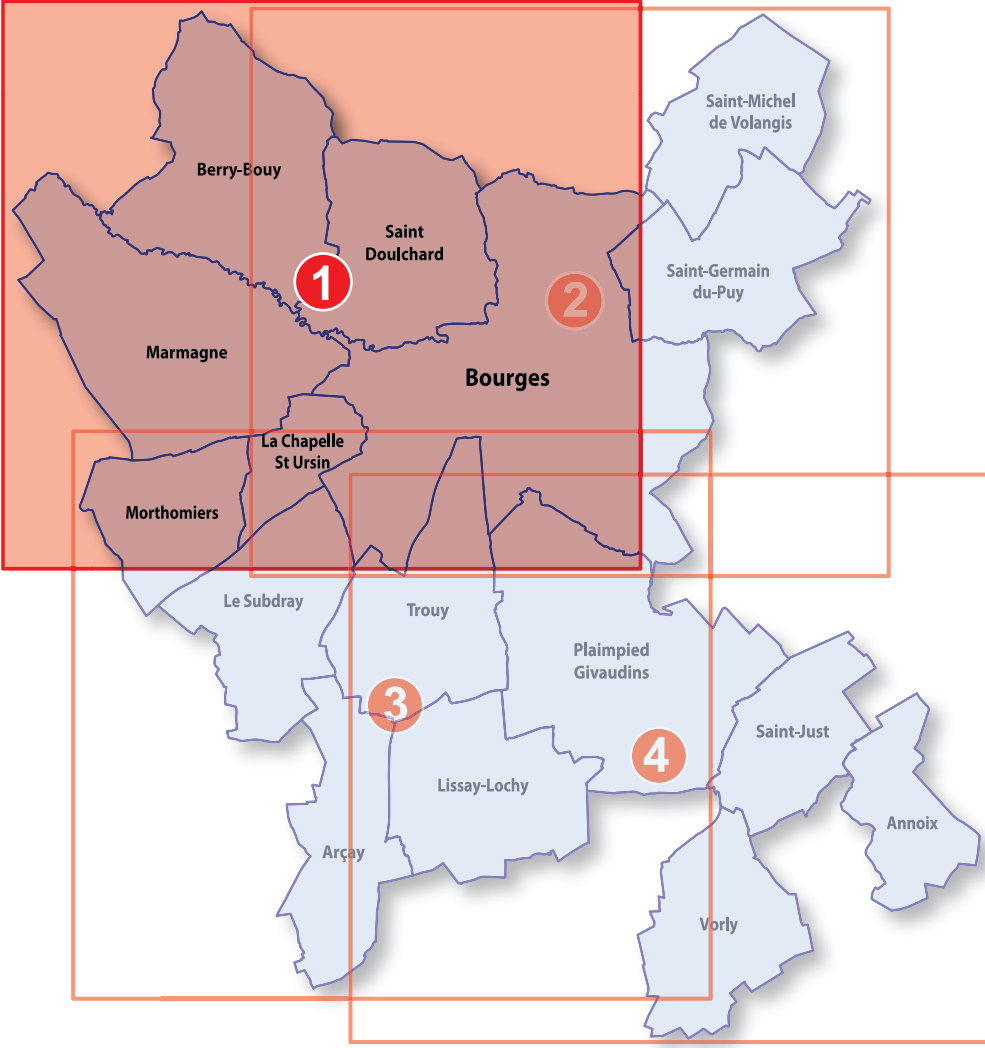 Saint-Michel
de Volangis
Berry-Bouy
Saint
Doulchard
Saint-Germain
du-Puy
1
2
Marmagne
Bourges
La Chapelle
St Ursin
Morthomiers
Le Subdray
Trouy
Plaimpied
Givaudins
3
Saint-Just
4
Lissay-Lochy
Annoix
Arçay
Vorly